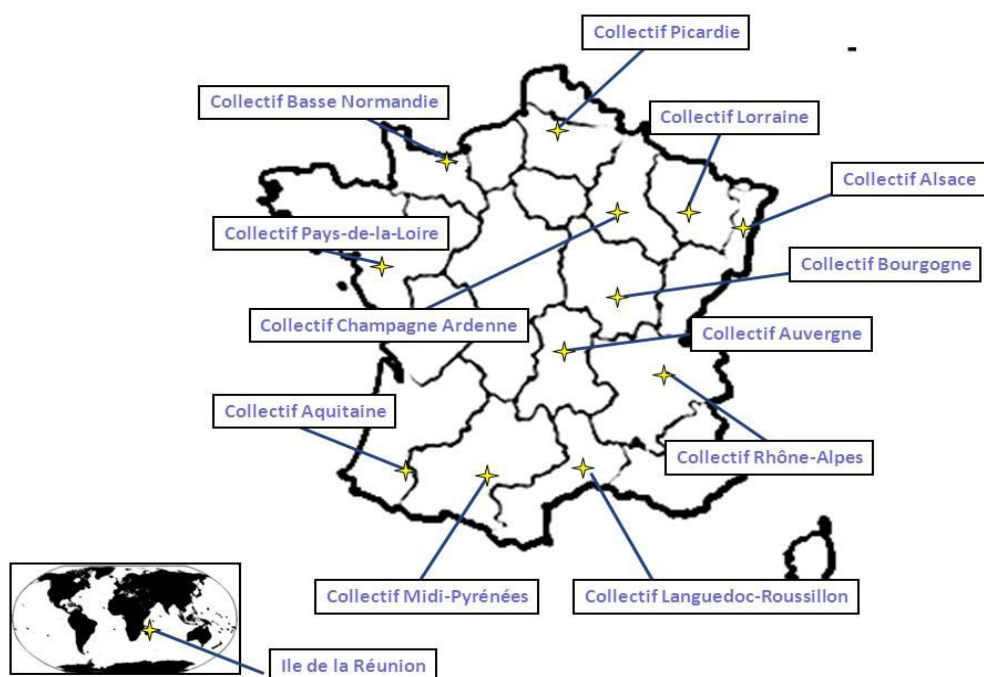 Collectif Picardie
Collectif Basse Normandie
Collectif Lorraine
Collectif Alsace
Collectif Pays-de-la-Loire
Collectif Bourgogne
Collectif Champagne Ardenne
Collectif Auvergne
Collectif Aquitaine
Collectif Rhône-Alpes
Collectif Midi-Pyrénées
Collectif Languedoc-Roussillon
Ile de la Réunion